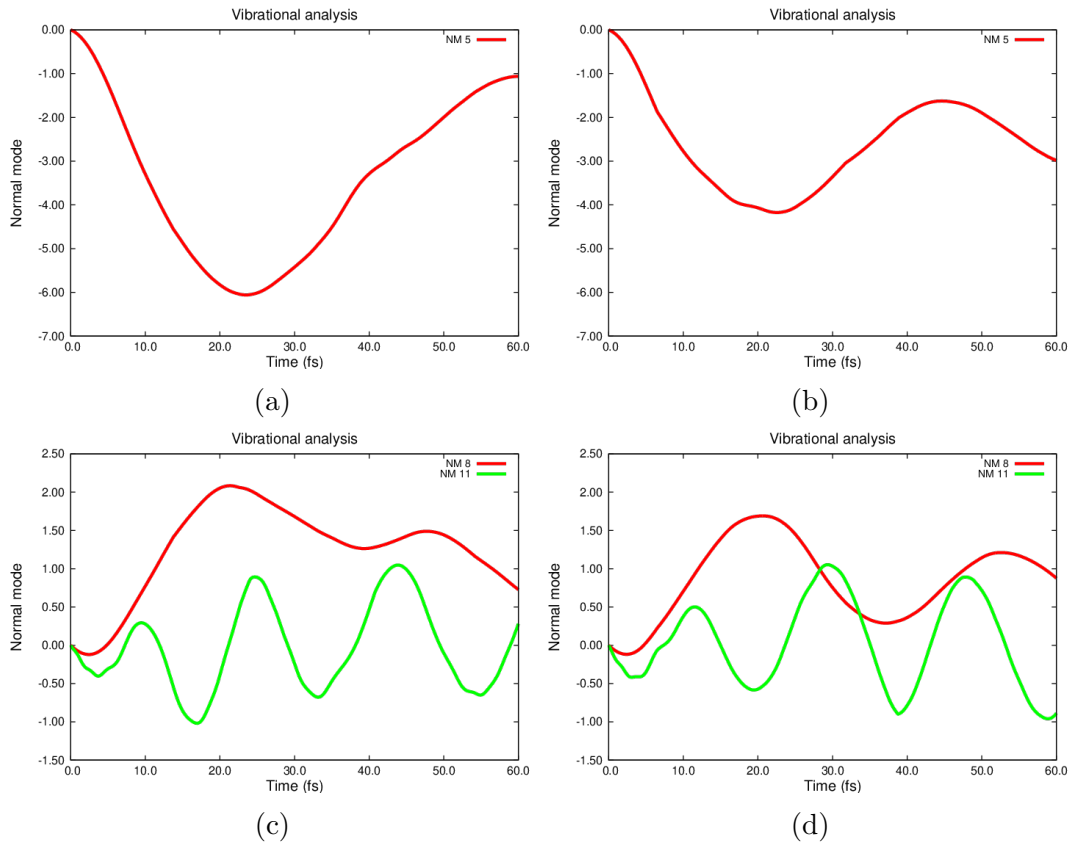 Vibrational analysis
0.00
NM 5
-1.00
-2.00
-3.00
-4.00
-5.00
-6.00
-7.00
Normal mode
0.0 10.0 20.0 30.0 40.0 50.0 60.0
Time (fs)
(a)
Vibrational analysis
0.00
NM 5
-1.00
-2.00
-3.00
-4.00
-5.00
-6.00
-7.00
Normal mode
0.0 10.0 20.0 30.0 40.0 50.0 60.0
Time (fs)
(b)
Vibrational analysis
2.50
NM 8
NM 11
2.00
1.50
1.00
0.50
0.00
-0.50
-1.00
-1.50
Normal mode
0.0 10.0 20.0 30.0 40.0 50.0 60.0
Time (fs)
(c)
Vibrational analysis
2.50
NM 8
NM 11
2.00
1.50
1.00
0.50
0.00
-0.50
-1.00
-1.50
Normal mode
0.0 10.0 20.0 30.0 40.0 50.0 60.0
Time (fs)
(d)